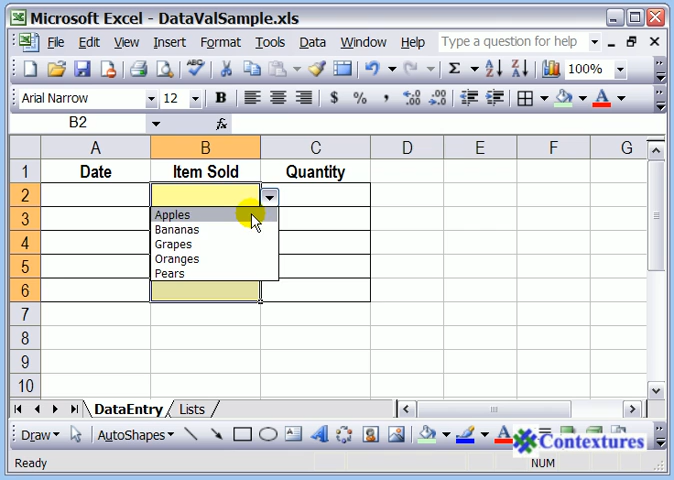 Microsoft Excel - DataValSample.xls
File Edit View Insert Format Tools Data Window Help Type a question for help
Σ A Z Z A 100%
Arial Narrow 12 B $ % , A
B2 fx
A B C D E F G
1 Date Item Sold Quantity
2
3 Apples
Bananas
4 Grapes
5 Oranges
Pears
6
7
8
9
10
DataEntry Lists
Draw AutoShapes A A Contextures
Ready NUM